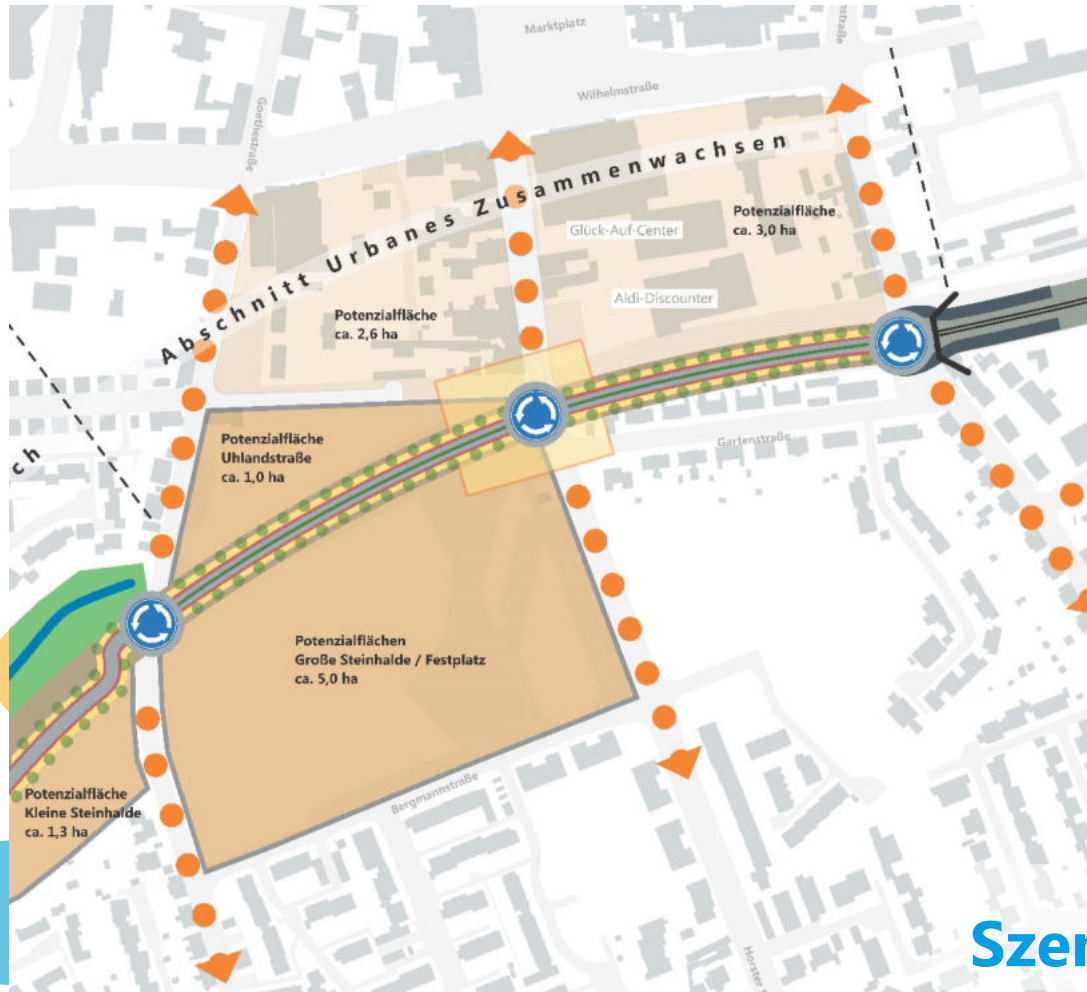 Marktplatz
nstraße
Wilhelmstraße
Goethestraße
Abschnitt Urbanes Zusammenwachsen
Glück-Auf-Center
Potenzialfläche
ca. 3,0 ha
Aldi-Discounter
Potenzialfläche
ca. 2,6 ha
Potenzialfläche
Uhlandstraße
ca. 1,0 ha
Gartenstraße
ch
Potenzialflächen
Große Steinhalde / Festplatz
ca. 5,0 ha
Potenzialfläche
Kleine Steinhalde
ca. 1,3 ha
Bergmannstraße
Horster
Szen